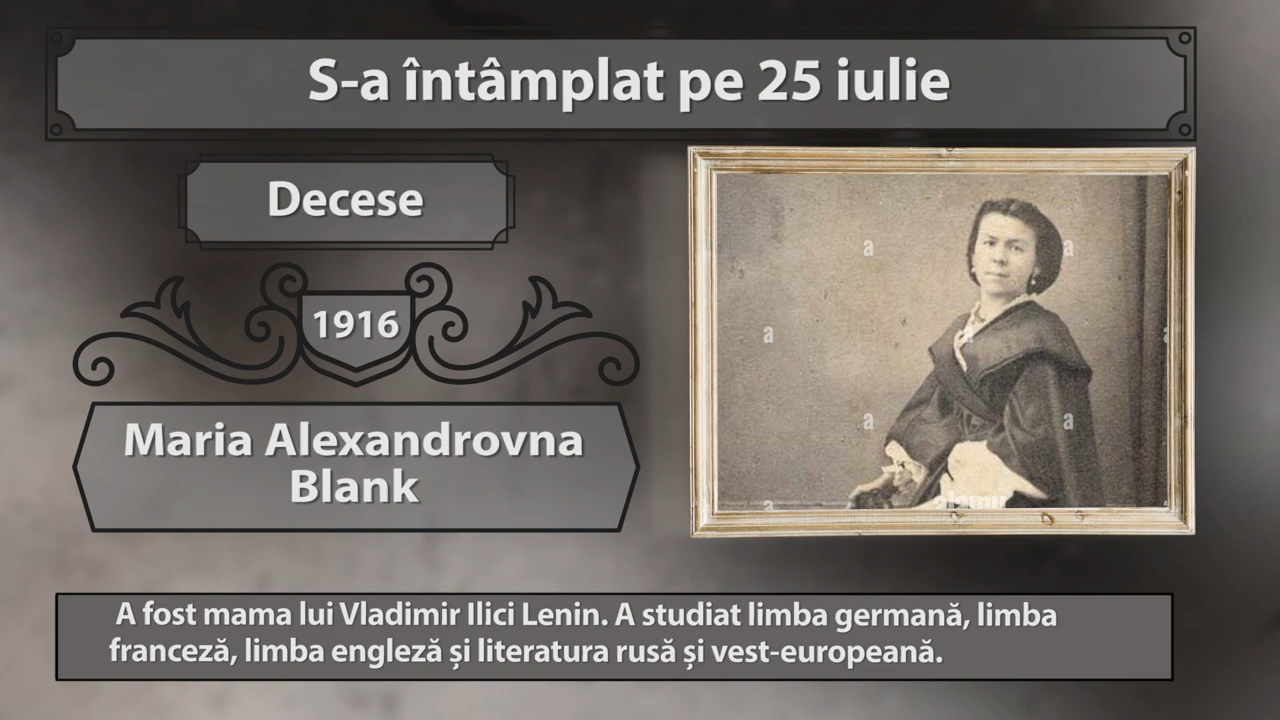 S-a întâmplat pe 25 iulie
Decese
1916
Maria Alexandrovna
Blank
a a
a
a a
a
alamy
A fost mama lui Vladimir Ilici Lenin. A studiat limba germană, limba
franceză, limba engleză și literatura rusă și vest-europeană.